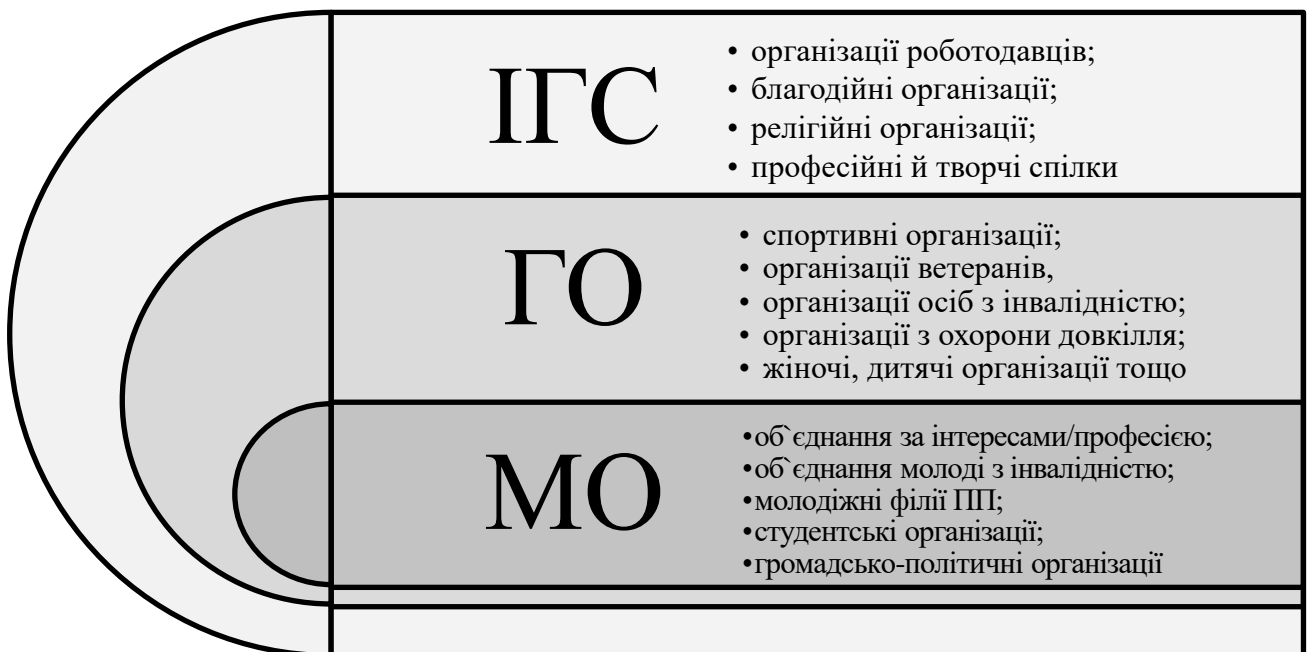 ІГС
• організації роботодавців;
• благодійні організації;
• релігійні організації;
• професійні й творчі спілки
ГО
• спортивні організації;
• організації ветеранів,
• організації осіб з інвалідністю;
• організації з охорони довкілля;
• жіночі, дитячі організації тощо
МО
•об`єднання за інтересами/професією;
•об`єднання молоді з інвалідністю;
•молодіжні філії ПП;
•студентські організації;
•громадсько-політичні організації